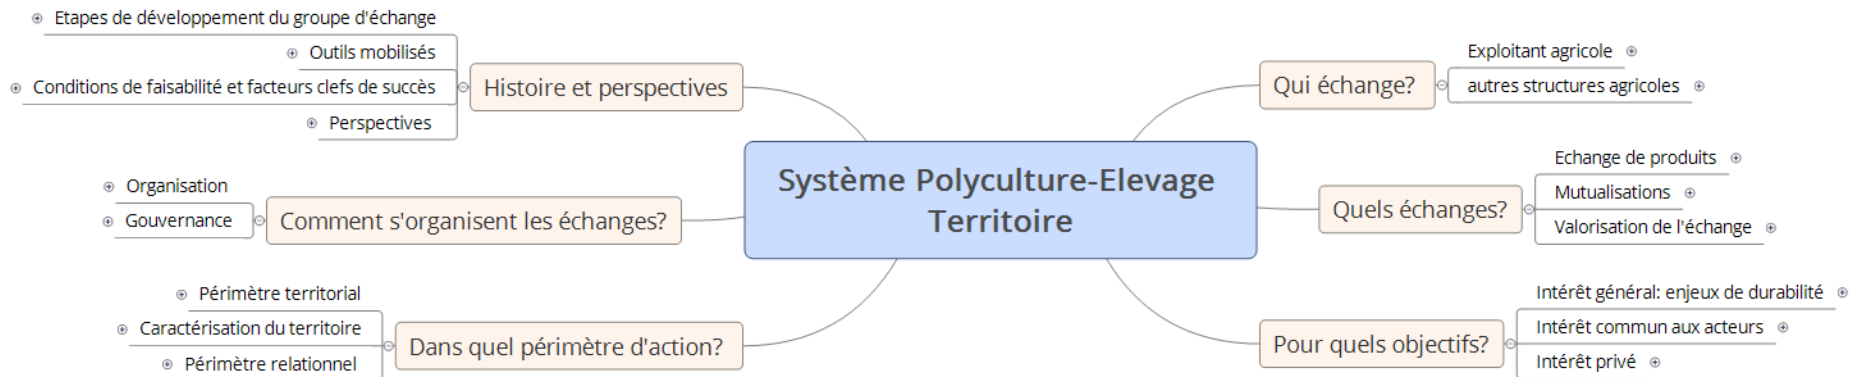 Système Polyculture-Elevage
Territoire
Qui échange?
Exploitant agricole
autres structures agricoles
Quels échanges?
Echange de produits
Mutualisations
Valorisation de l'échange
Pour quels objectifs?
Intérêt général: enjeux de durabilité
Intérêt commun aux acteurs
Intérêt privé
Histoire et perspectives
Etapes de développement du groupe d'échange
Outils mobilisés
Conditions de faisabilité et facteurs clefs de succès
Perspectives
Comment s'organisent les échanges?
Organisation
Gouvernance
Dans quel périmètre d'action?
Périmètre territorial
Caractérisation du territoire
Périmètre relationnel